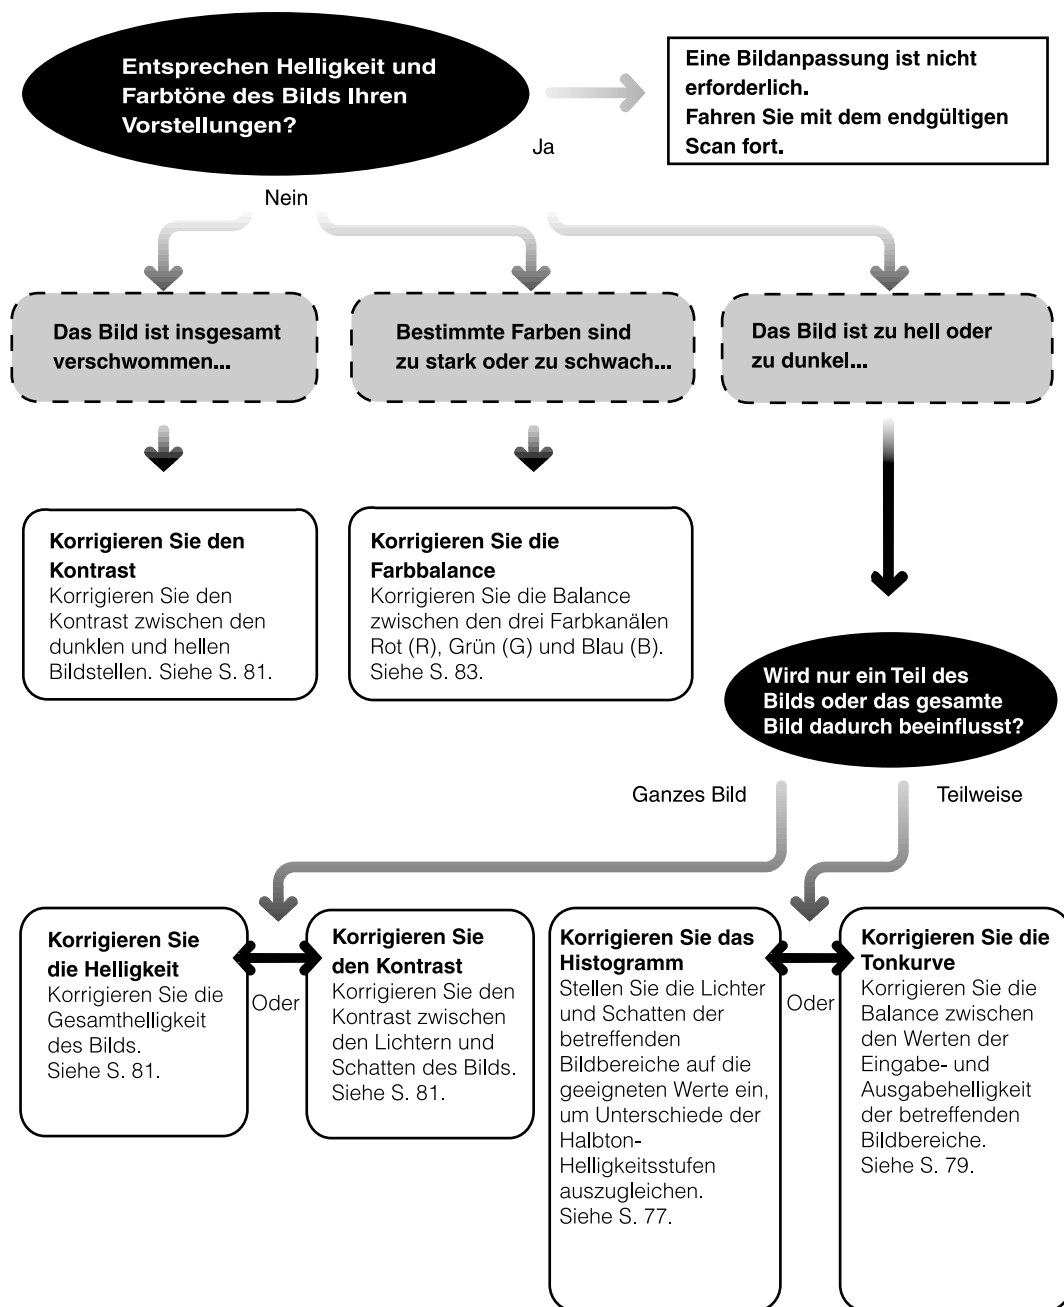 Entsprechen Helligkeit und
Farbtöne des Bilds Ihren
Vorstellungen?
Eine Bildanpassung ist nicht
erforderlich.
Fahren Sie mit dem endgültigen
Scan fort.
Ja
Nein
Das Bild ist insgesamt
verschwommen...
Bestimmte Farben sind
zu stark oder zu schwach...
Das Bild ist zu hell oder
zu dunkel...
Korrigieren Sie den
Kontrast
Korrigieren Sie den
Kontrast zwischen den
dunklen und hellen
Bildstellen. Siehe S. 81.
Korrigieren Sie die
Farbbalance
Korrigieren Sie die Balance
zwischen den drei Farbkanälen
Rot (R), Grün (G) und Blau (B).
Siehe S. 83.
Wird nur ein Teil des
Bilds oder das gesamte
Bild dadurch beeinflusst?
Ganzes Bild
Teilweise
Korrigieren Sie
die Helligkeit
Korrigieren Sie die
Gesamthelligkeit
des Bilds.
Siehe S. 81.
Oder
Korrigieren Sie
den Kontrast
Korrigieren Sie den
Kontrast zwischen
den Lichtern und
Schatten des Bilds.
Siehe S. 81.
Korrigieren Sie das
Histogramm
Stellen Sie die Lichter
und Schatten der
betreffenden
Bildbereiche auf die
geeigneten Werte ein,
um Unterschiede der
Halbton-
Helligkeitsstufen
auszugleichen.
Siehe S. 77.
Oder
Korrigieren Sie die
Tonkurve
Korrigieren Sie die
Balance zwischen
den Werten der
Eingabe- und
Ausgabehelligkeit
der betreffenden
Bildbereiche.
Siehe S. 79.